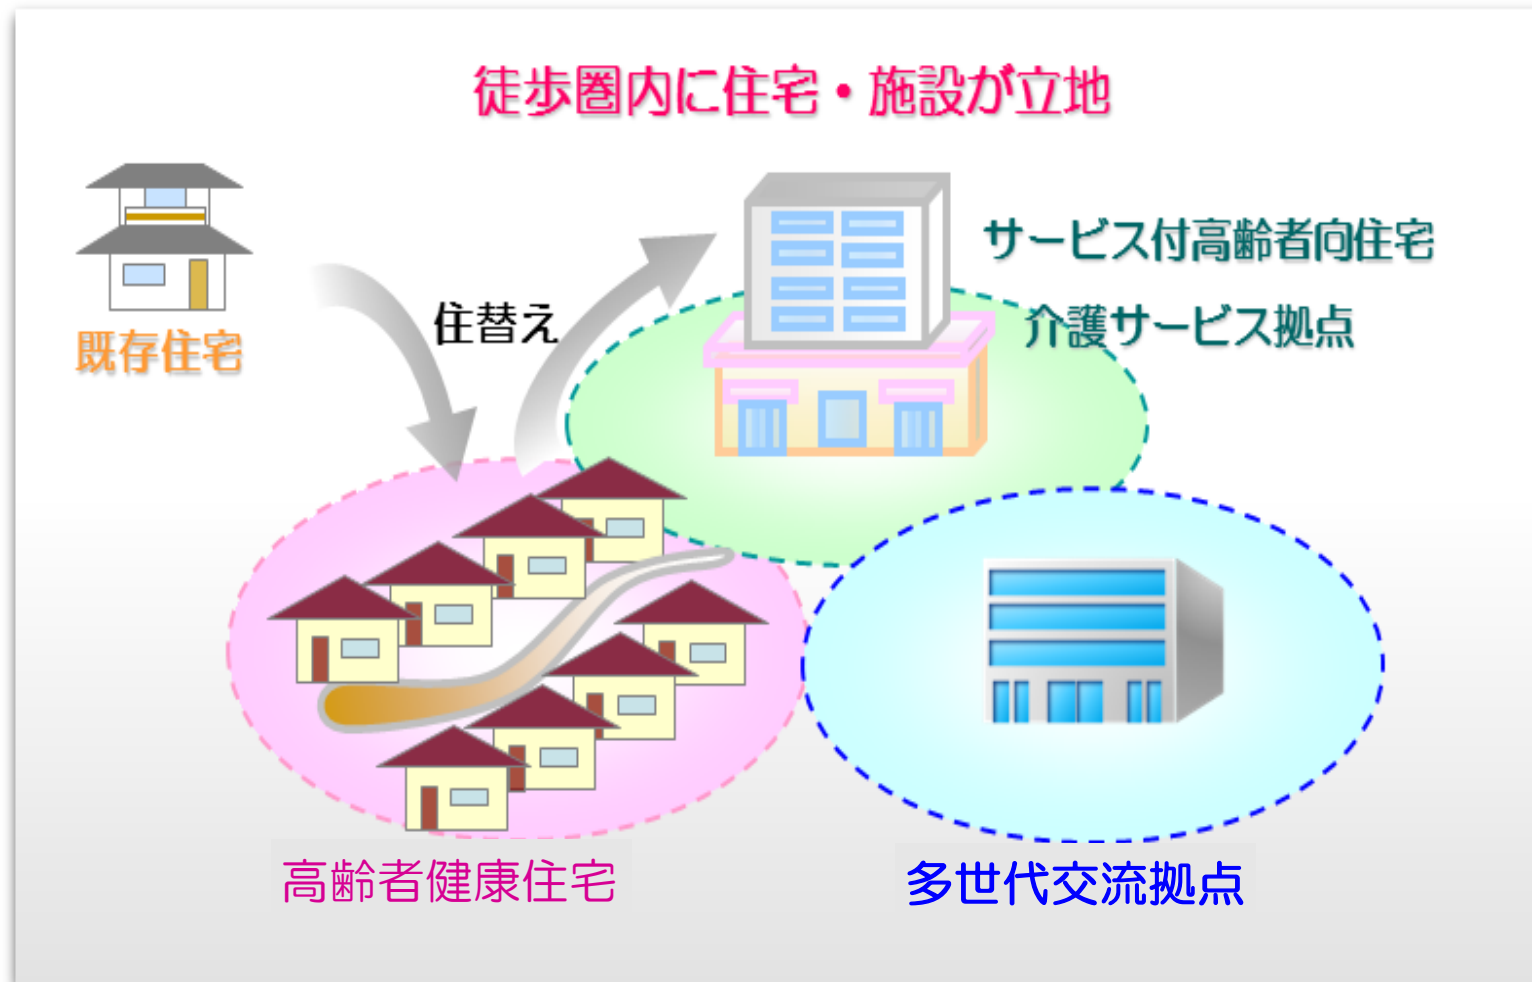 徒歩圏内に住宅・施設が立地
サービス付高齢者向住宅
住替え
介護サービス拠点
既存住宅
高齢者健康住宅
多世代交流拠点